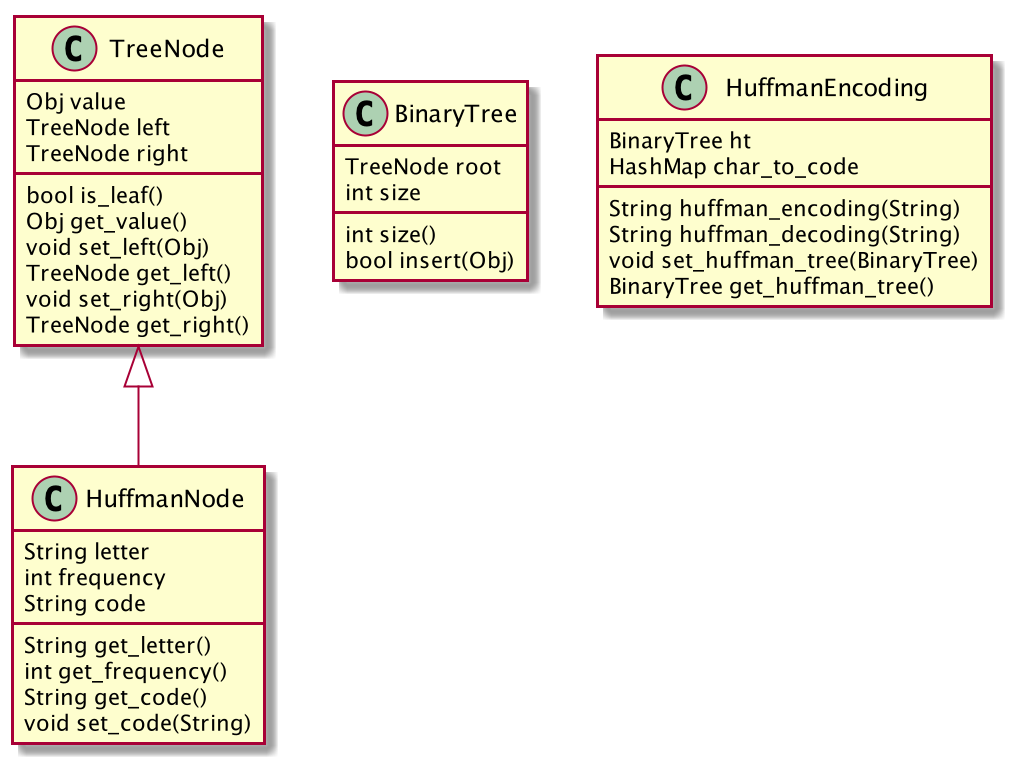 C TreeNode
Obj value
TreeNode left
TreeNode right
bool is_leaf()
Obj get_value()
void set_left(Obj)
TreeNode get_left()
void set_right(Obj)
TreeNode get_right()
C BinaryTree
TreeNode root
int size
int size()
bool insert(Obj)
C HuffmanEncoding
BinaryTree ht
HashMap char_to_code
String huffman_encoding(String)
String huffman_decoding(String)
void set_huffman_tree(BinaryTree)
BinaryTree get_huffman_tree()
C HuffmanNode
String letter
int frequency
String code
String get_letter()
int get_frequency()
String get_code()
void set_code(String)